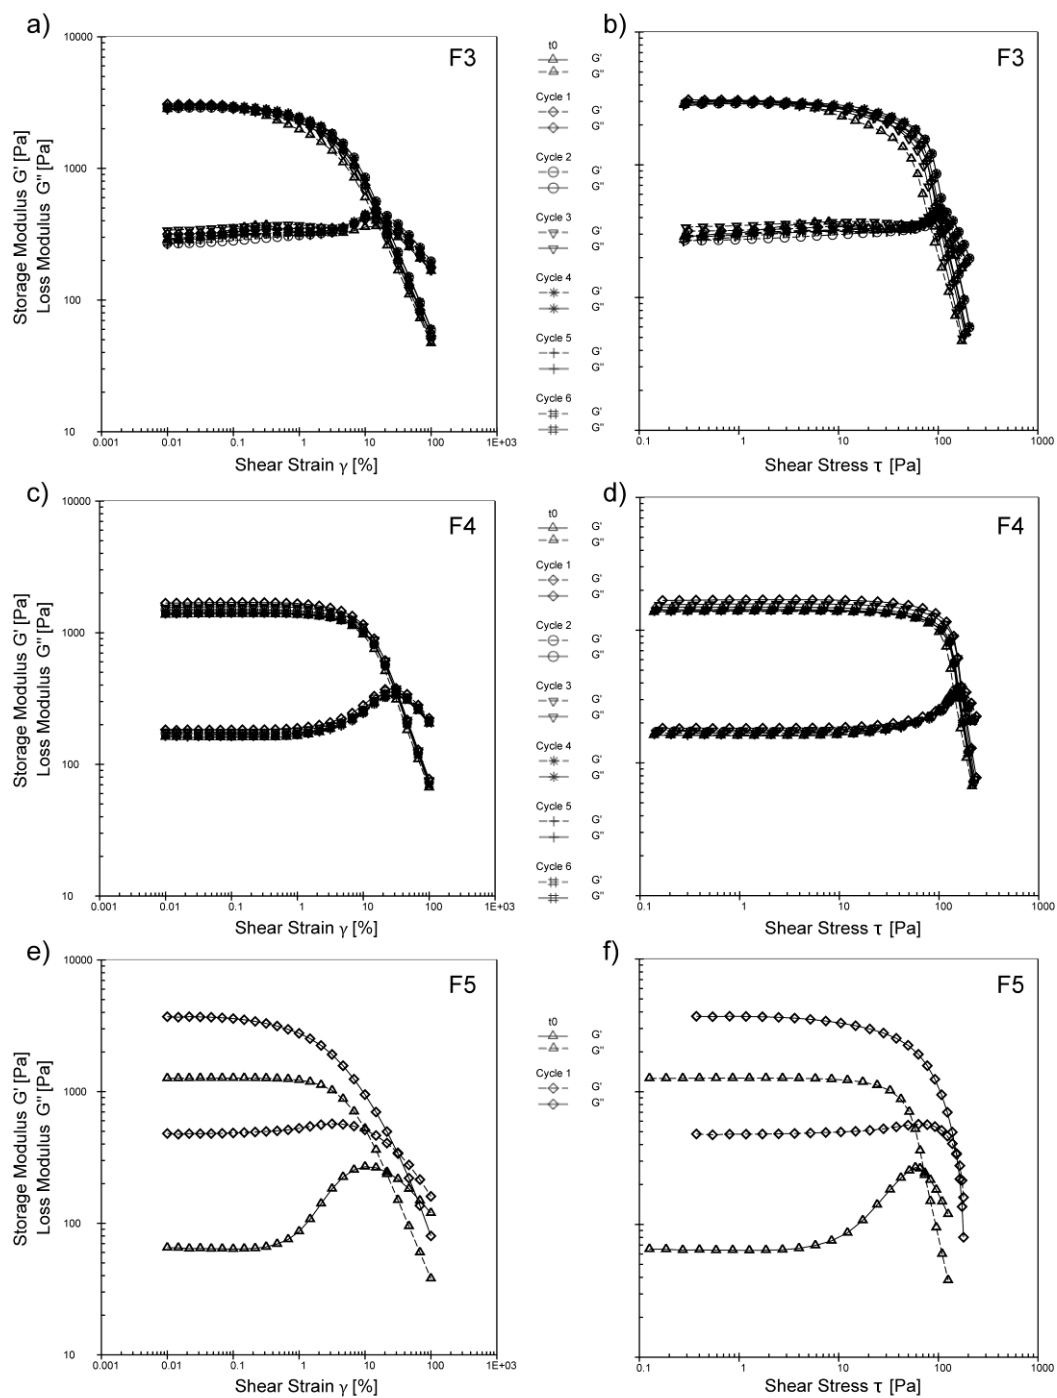 a)
F3
10000
1000
100
10
Storage Modulus G' [Pa]
Loss Modulus G'' [Pa]
0.001
0.01
0.1
1
10
100
1E+03
Shear Strain γ [%]
t0
G'
G''
Cycle 1
G'
G''
Cycle 2
G'
G''
Cycle 3
G'
G''
Cycle 4
G'
G''
Cycle 5
G'
G''
Cycle 6
G'
G''
b)
F3
0.1
1
10
100
1000
Shear Stress τ [Pa]
c)
F4
10000
1000
100
10
Storage Modulus G' [Pa]
Loss Modulus G'' [Pa]
0.001
0.01
0.1
1
10
100
1E+03
Shear Strain γ [%]
t0
G'
G''
Cycle 1
G'
G''
Cycle 2
G'
G''
Cycle 3
G'
G''
Cycle 4
G'
G''
Cycle 5
G'
G''
Cycle 6
G'
G''
d)
F4
0.1
1
10
100
1000
Shear Stress τ [Pa]
e)
F5
10000
1000
100
10
Storage Modulus G' [Pa]
Loss Modulus G'' [Pa]
0.001
0.01
0.1
1
10
100
1E+03
Shear Strain γ [%]
t0
G'
G''
Cycle 1
G'
G''
f)
F5
0.1
1
10
100
1000
Shear Stress τ [Pa]